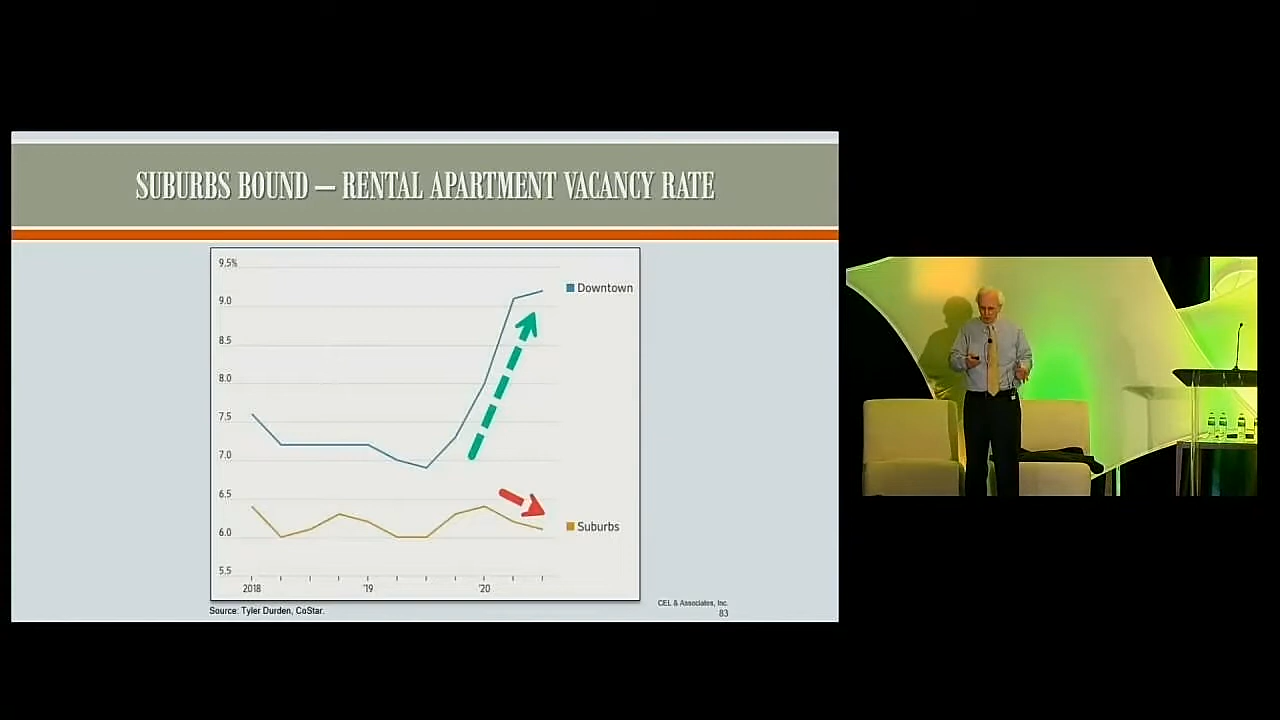 SUBURBS BOUND — RENTAL APARTMENT VACANCY RATE
9.5%
9.0
Downtown
8.5
8.0
7.5
7.0
6.5
6.0
Suburbs
5.5
2018 '19 '20
Source: Tyler Durden, CoStar.
CEL & Associates, Inc.
83